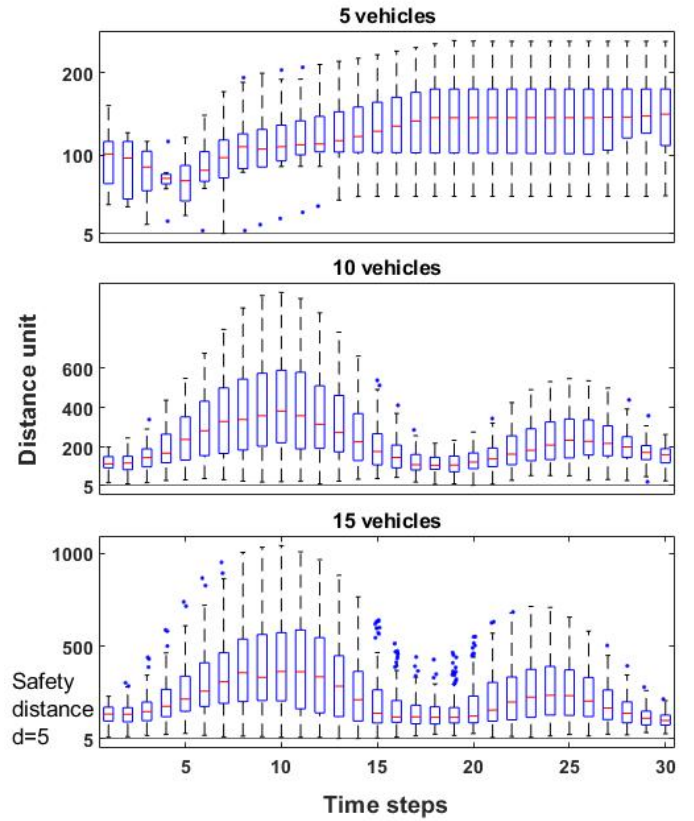 5 vehicles
200
100
5
10 vehicles
Distance unit
600
400
200
5
15 vehicles
1000
500
Safety
distance
d=5
5
5 10 15 20 25 30
Time steps